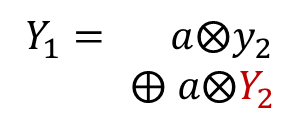 Y₁ = a⊗y₂
⊕ a⊗Y₂